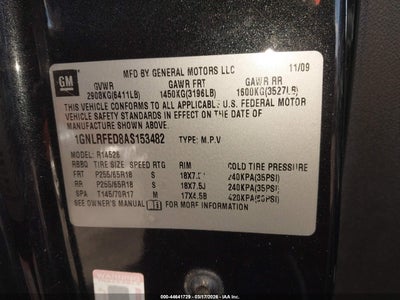 GM
MFD BY GENERAL MOTORS LLC 11/09
GVWR GAWR FRT GAWR RR
2908KG(6411LB) 1450KG(3196LB) 1600KG(3527LB)
THIS VEHICLE CONFORMS TO ALL APPLICABLE U.S. FEDERAL MOTOR
VEHICLE SAFETY STANDARDS IN EFFECT ON THE DATE OF
MANUFACTURE SHOWN ABOVE.
1GNLRFED8AS153482 TYPE: M.P.V
MODEL: R14526
TIRE SIZE SPEED RTG RIM COLD TIRE PRESSURE
FRT P255/65R18 S 240KPA(35PSI)
RR P255/65R18 S 18X7.5J 240KPA(35PSI)
SPA T145/70R17 M 17X4.5B 420KPA(60PSI)
SEE OWNER'S MANUAL FOR MORE INFORMATION.
WARNING
000-44641729 - 03/17/2026 - IAA, Inc.